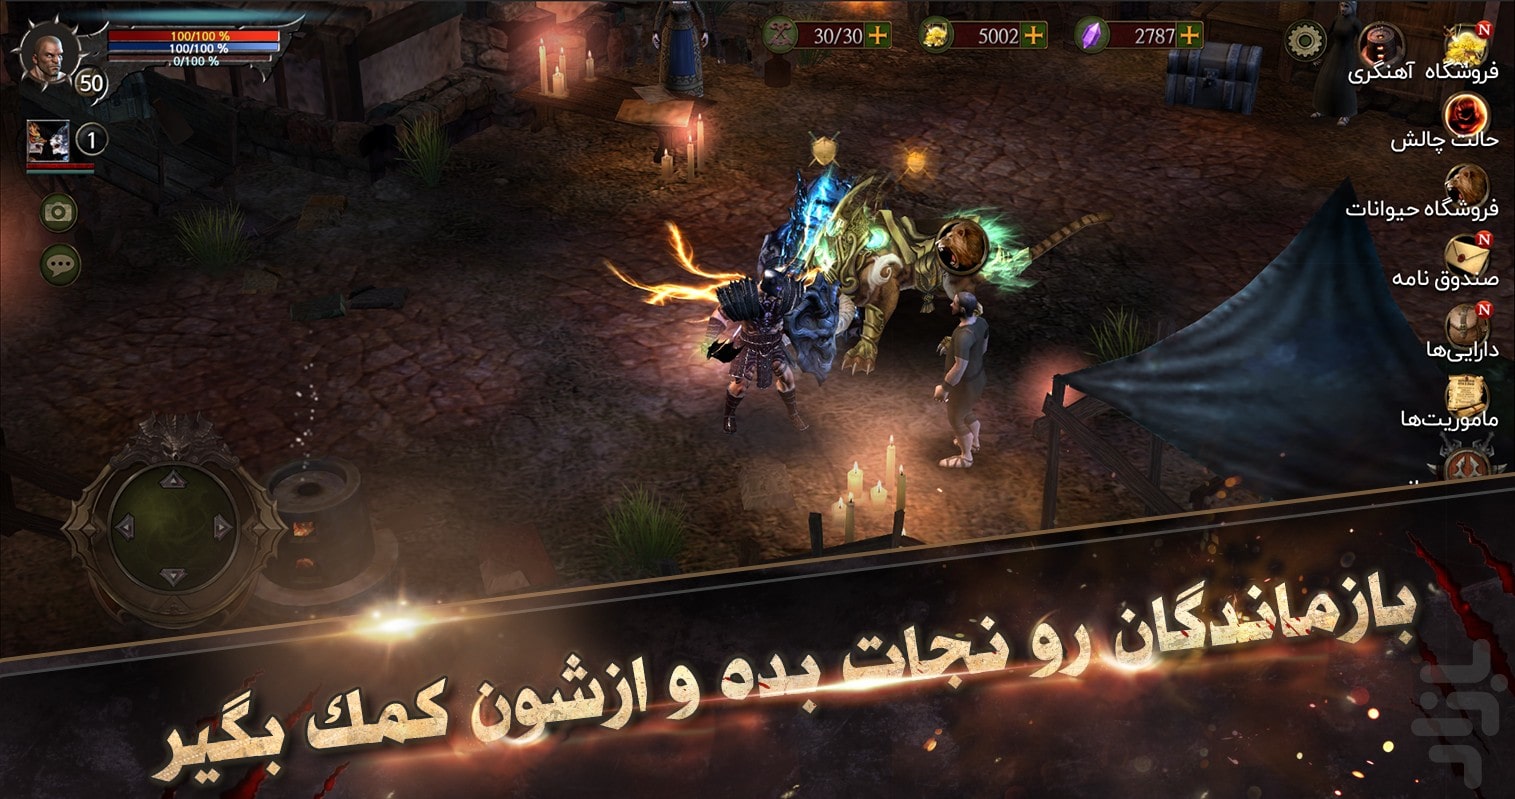 100/100 %
100/100 %
0/100 %
50
1
30/30
5002
2787
N
فروشگاه
آهنگری
حالت چالش
فروشگاه حیوانات
N
صندوق نامه
N
دارایی‌ها
ماموریت‌ها
بازماندگان رو نجات بده و ازشون کمک بگیر
بازار